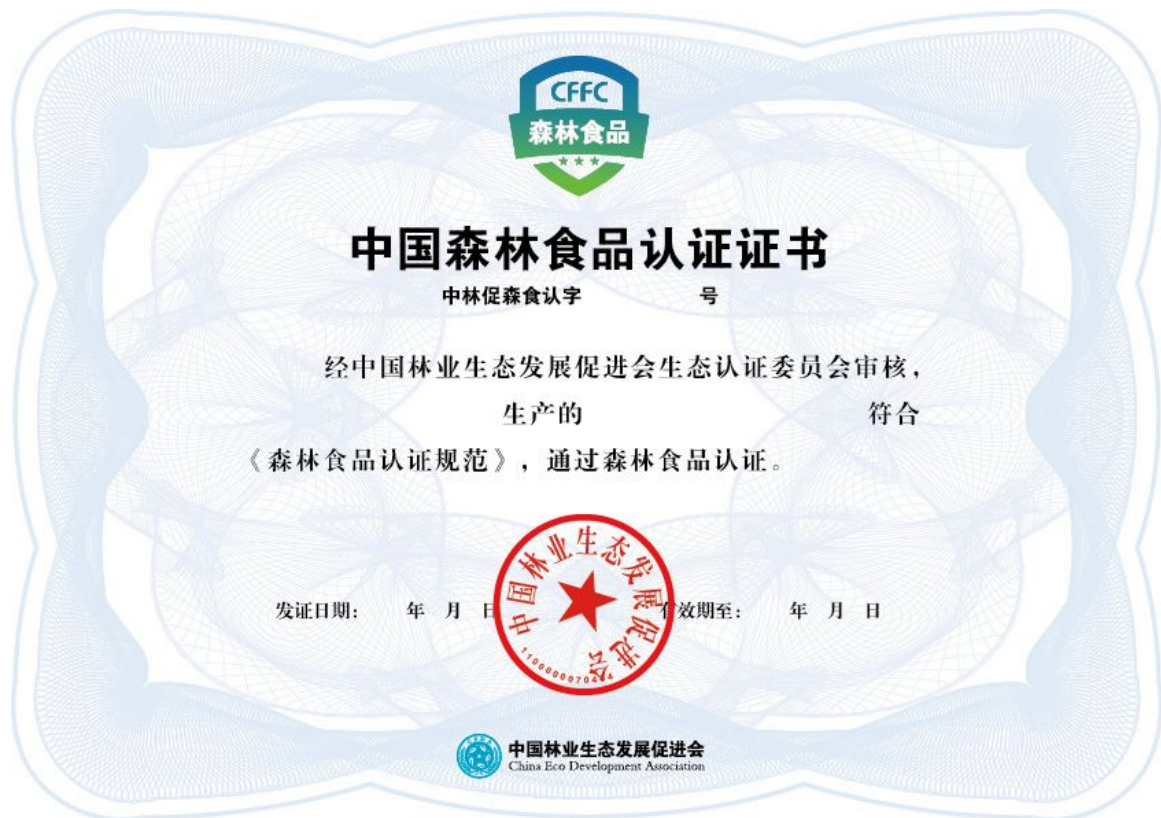 CFFC
森林食品
中国森林食品认证证书
中林促森食认字 号
经中国林业生态发展促进会生态认证委员会审核，
生产的 符合
《森林食品认证规范》，通过森林食品认证。
中国林业生态发展促进会
发证日期： 年 月 日 有效期至： 年 月 日
中国林业生态发展促进会
China Eco Development Association